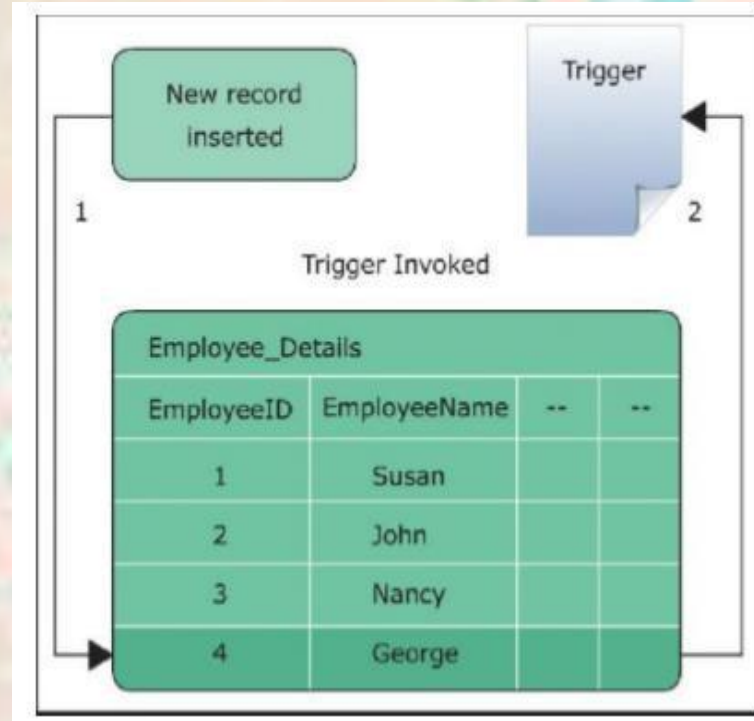 New record
inserted
Trigger
1
2
Trigger Invoked
Employee_Details
EmployeeID EmployeeName -- --
1 Susan
2 John
3 Nancy
4 George